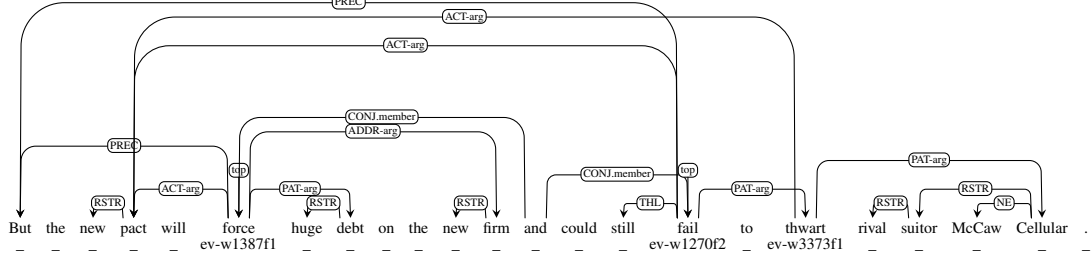 PREC
ACT-arg
ACT-arg
CONJ.member
ADDR-arg
PREC
top
CONJ.member
top
PAT-arg
RSTR
ACT-arg
PAT-arg
RSTR
RSTR
THL
PAT-arg
RSTR
RSTR
NE
But the new pact will force huge debt on the new firm and could still fail to thwart rival suitor McCaw Cellular .
ev-w1387f1 ev-w1270f2 ev-w3373f1
_ _ _ _ _ _ _ _ _ _ _ _ _ _ _ _ _ _ _ _ _ _ _